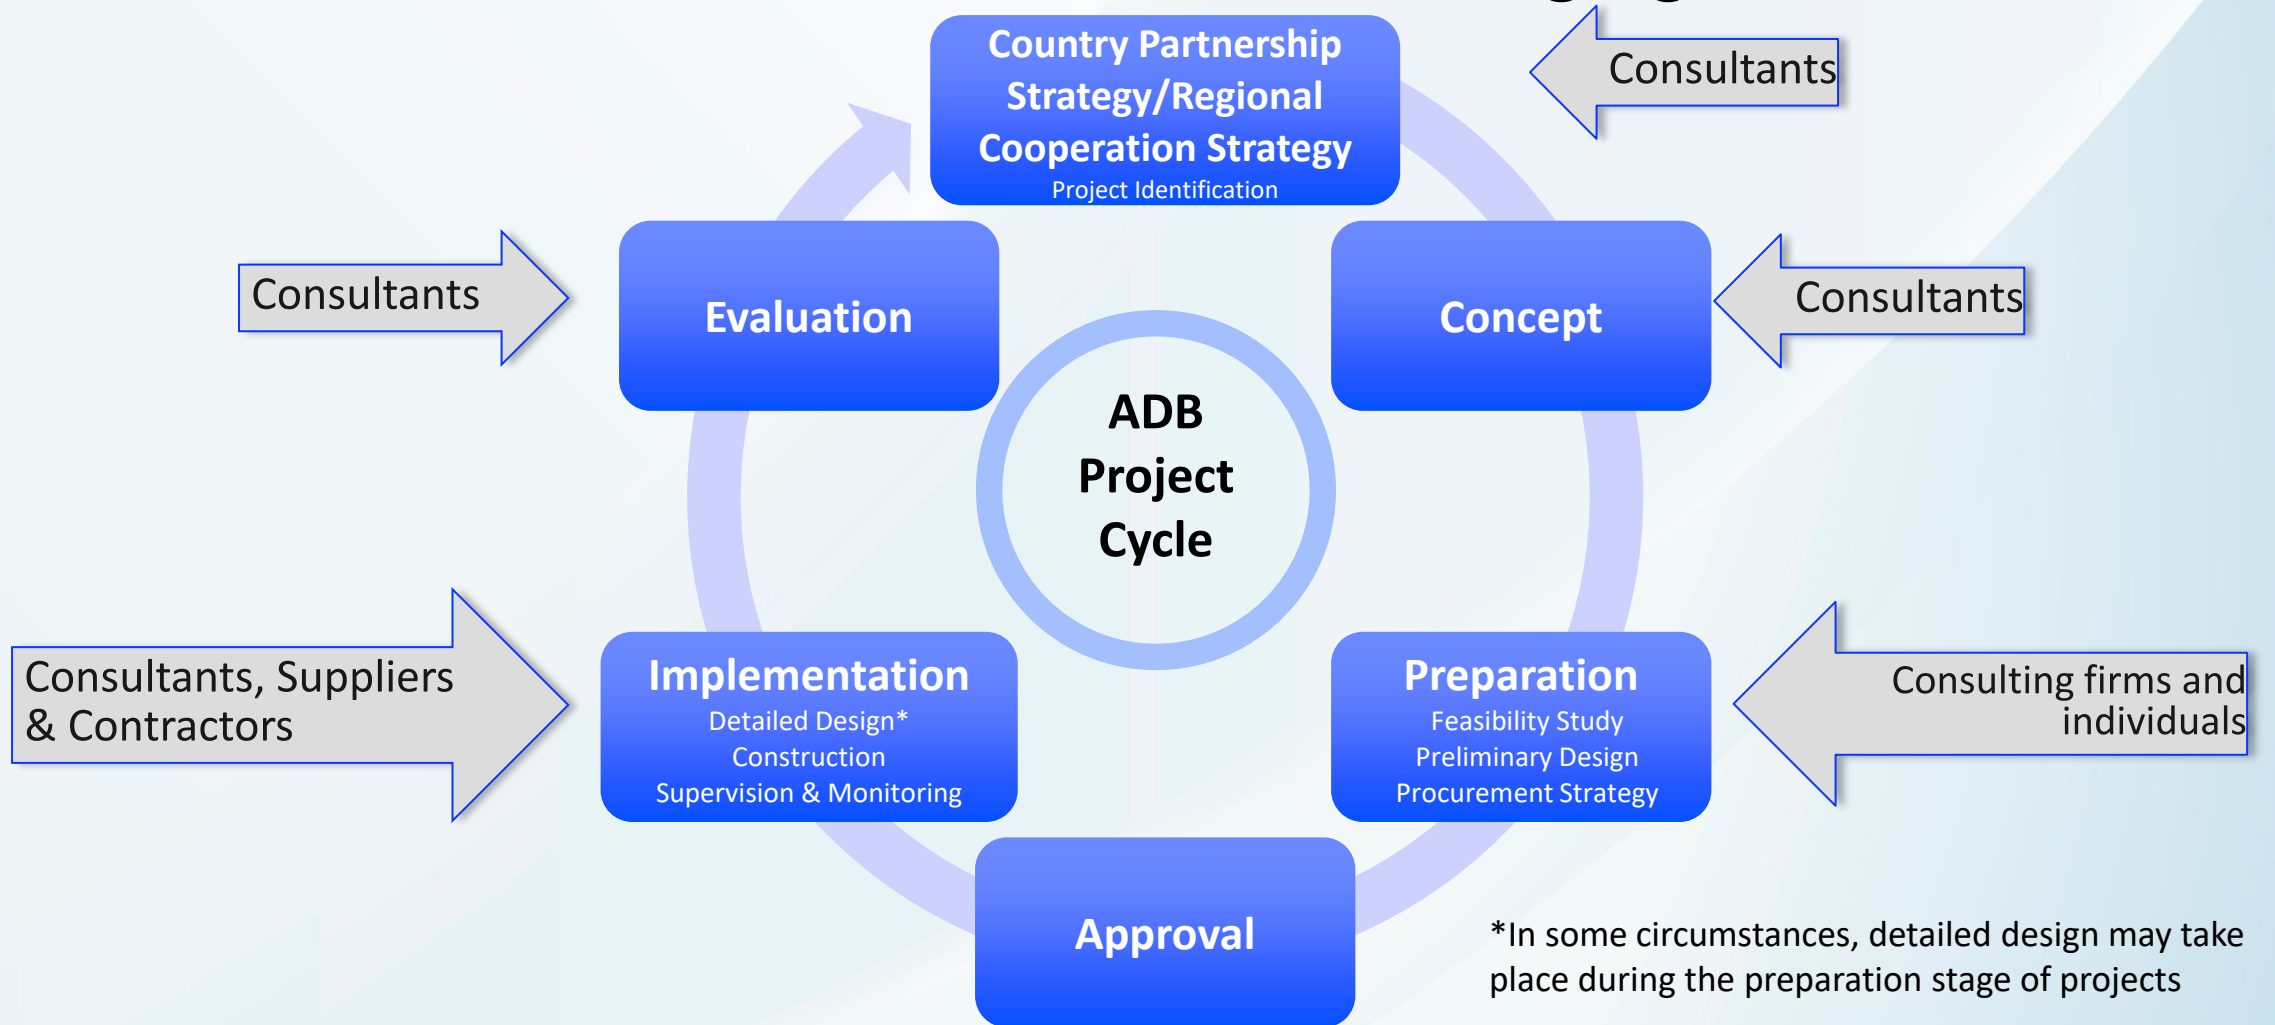 Country Partnership
Strategy/Regional
Cooperation Strategy
Project Identification
Consultants
Consultants
Evaluation
Concept
Consultants
ADB
Project
Cycle
Consultants, Suppliers
& Contractors
Implementation
Detailed Design*
Construction
Supervision & Monitoring
Preparation
Feasibility Study
Preliminary Design
Procurement Strategy
Consulting firms and
individuals
Approval
*In some circumstances, detailed design may take
place during the preparation stage of projects